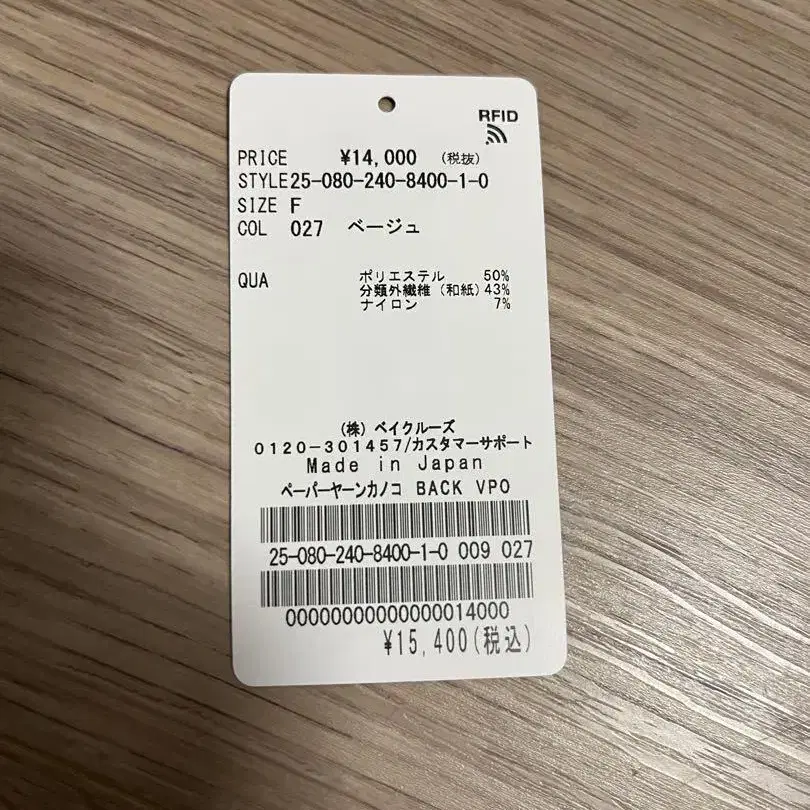 RFID
PRICE ¥14,000 (税抜)
STYLE25-080-240-8400-1-0
SIZE F
COL 027 ベージュ
QUA ポリエステル 50%
分類外繊維(和紙)43%
ナイロン 7%
(株)ベイクルーズ
0120-301457/カスタマーサポート
Made in Japan
ペーパーヤーンカノコ BACK VPO
25-080-240-8400-1-0 009 027
00000000000000014000
¥15,400(税込)